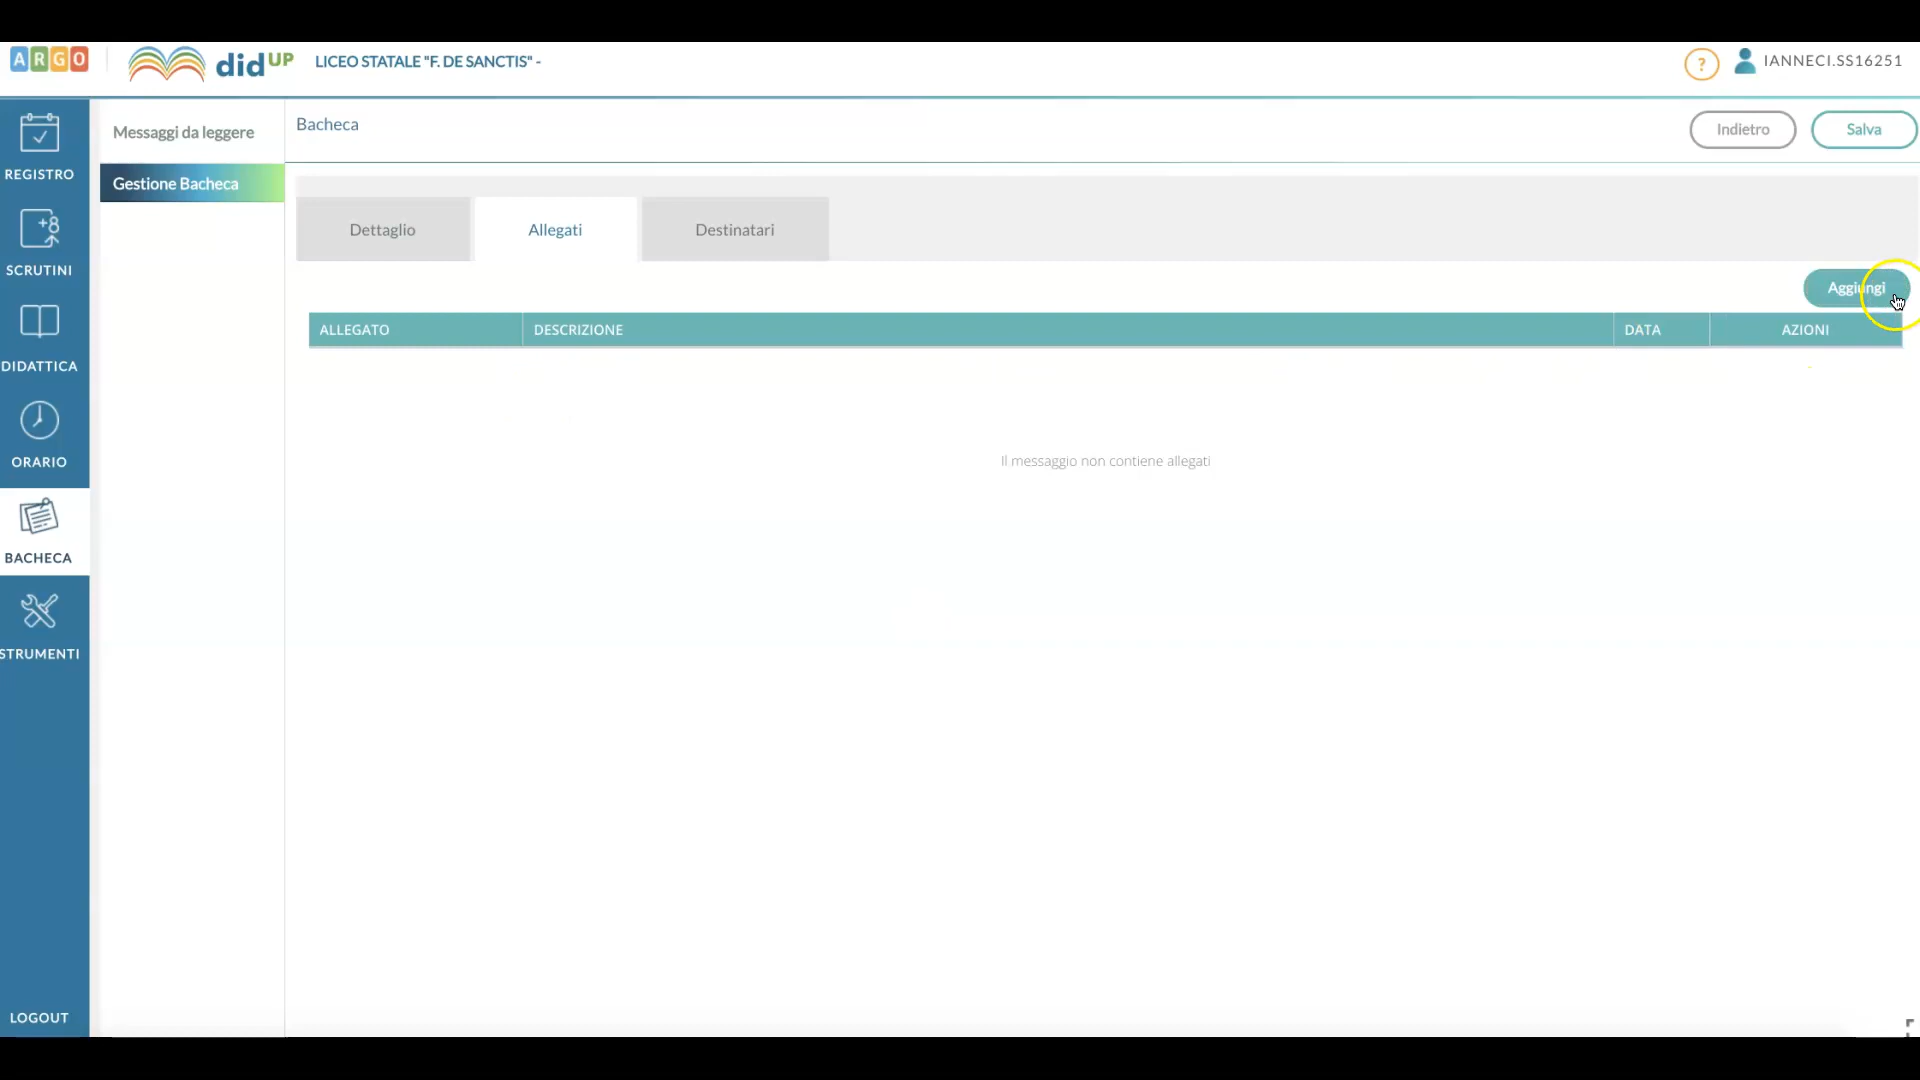 ARGO
didUP
LICEO STATALE "F. DE SANCTIS" -
?
IANNECI.SS16251
REGISTRO
SCRUTINI
DIDATTICA
ORARIO
BACHECA
STRUMENTI
LOGOUT
Messaggi da leggere
Gestione Bacheca
Bacheca
Indietro
Salva
Dettaglio
Allegati
Destinatari
Aggiungi
ALLEGATO
DESCRIZIONE
DATA
AZIONI
Il messaggio non contiene allegati
+8